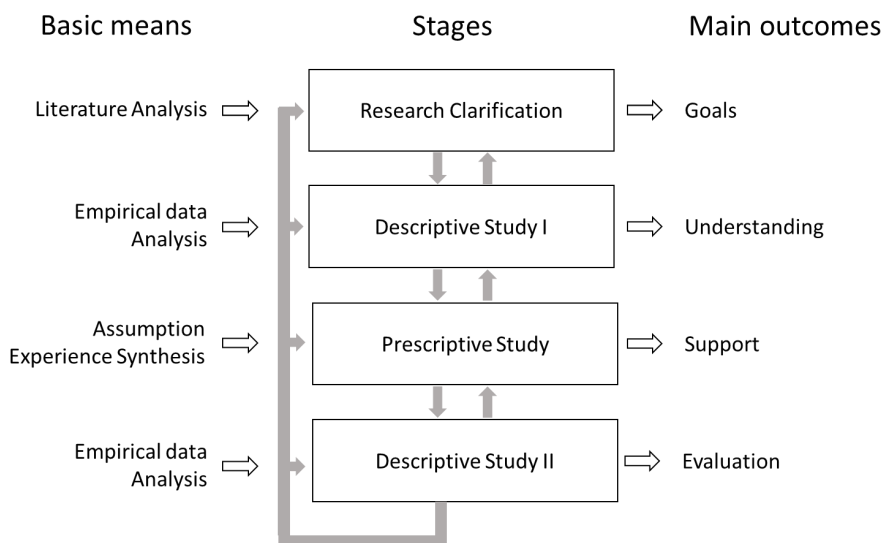 Basic means
Stages
Main outcomes
Literature Analysis
Research Clarification
Goals
Empirical data
Analysis
Descriptive Study I
Understanding
Assumption
Experience Synthesis
Prescriptive Study
Support
Empirical data
Analysis
Descriptive Study II
Evaluation